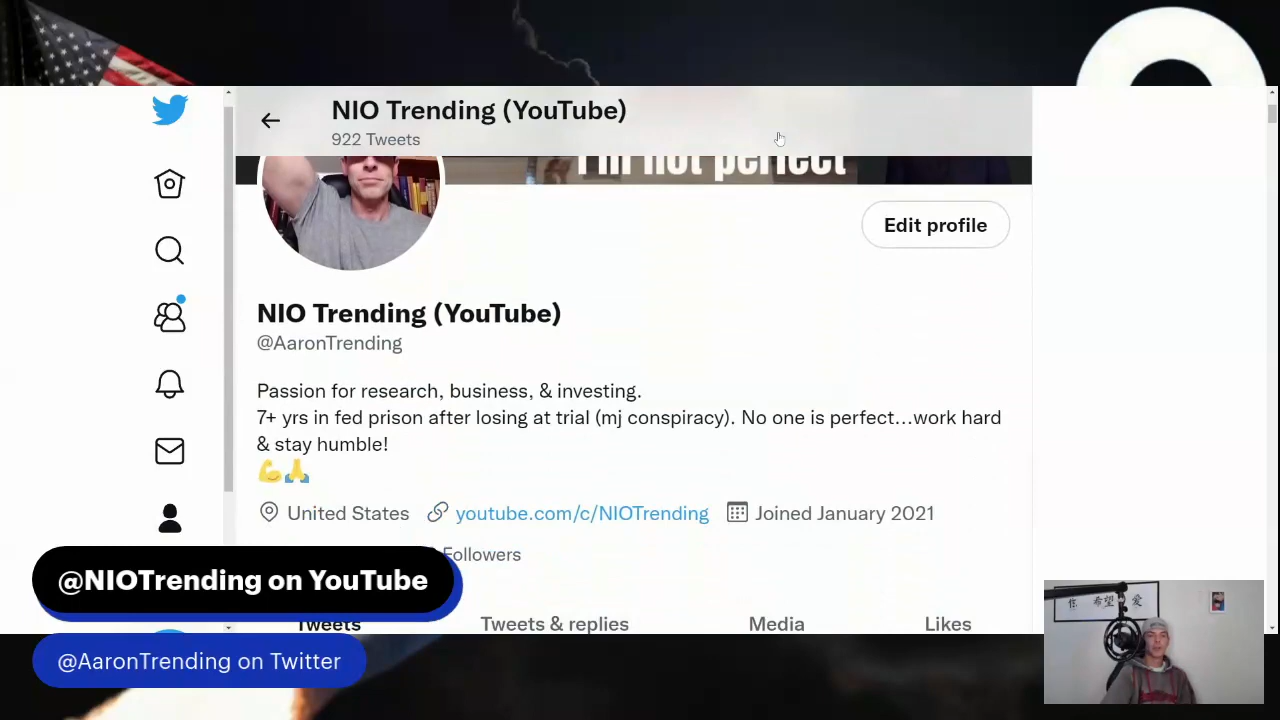 NIO Trending (YouTube)
922 Tweets
I'm not perfect
Edit profile
NIO Trending (YouTube)
@AaronTrending
Passion for research, business, & investing.
7+ yrs in fed prison after losing at trial (mj conspiracy). No one is perfect...work hard
& stay humble!
💪🙏
United States youtube.com/c/NIOTrending Joined January 2021
Followers
Tweets Tweets & replies Media Likes
@NIOTrending on YouTube
@AaronTrending on Twitter
希望 爱